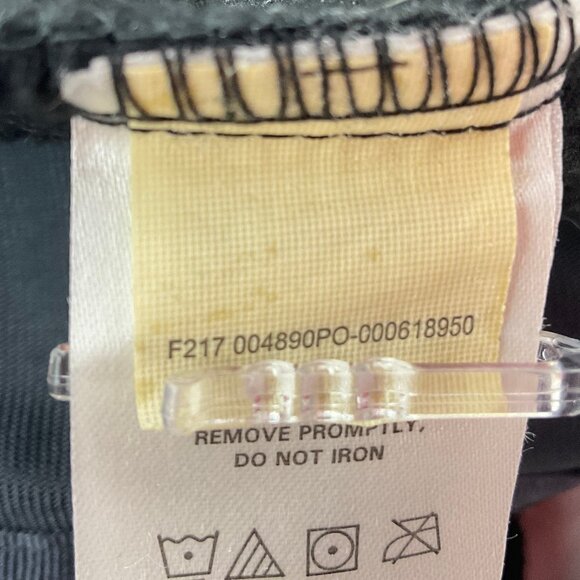 F217 004890PO-000618950
REMOVE PROMPTLY,
DO NOT IRON